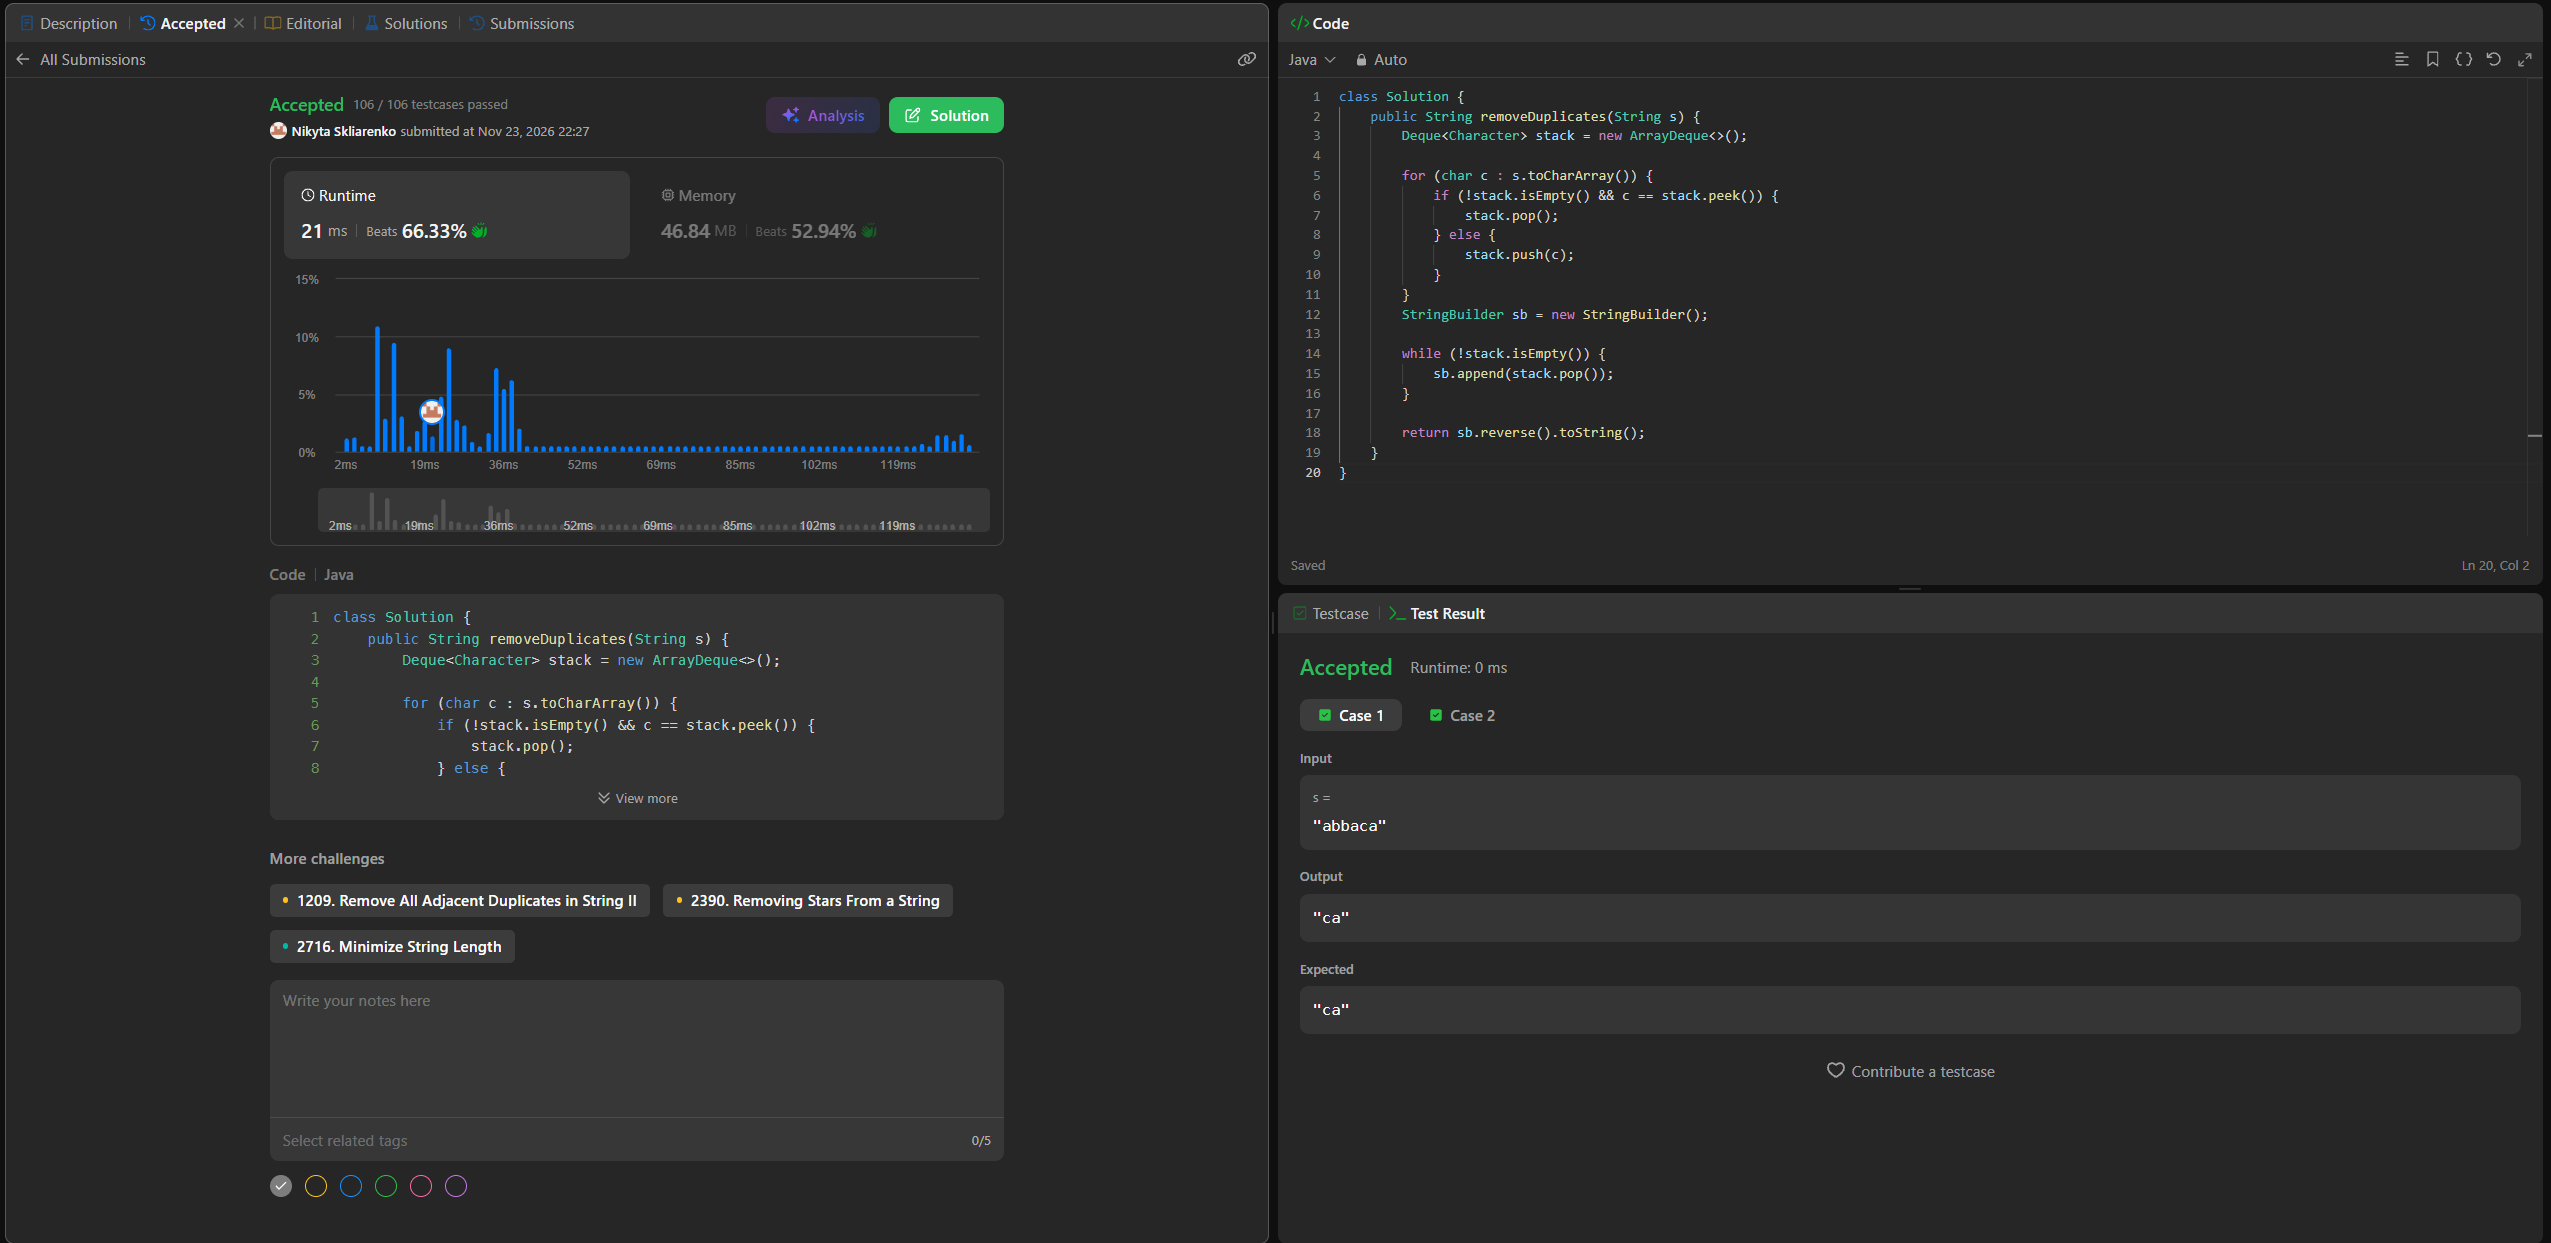 Description
Accepted
Editorial
Solutions
Submissions
All Submissions
Accepted 106 / 106 testcases passed
Nikyta Skliarenko submitted at Nov 23, 2026 22:27
Analysis
Solution
Runtime
21 ms Beats 66.33%
Memory
46.84 MB Beats 52.94%
15%
10%
5%
0%
2ms 19ms 36ms 52ms 69ms 85ms 102ms 119ms
2ms 19ms 36ms 52ms 69ms 85ms 102ms 119ms
Code Java
1 class Solution {
2     public String removeDuplicates(String s) {
3         Deque<Character> stack = new ArrayDeque<>();
4
5         for (char c : s.toCharArray()) {
6             if (!stack.isEmpty() && c == stack.peek()) {
7                 stack.pop();
8             } else {
View more
More challenges
1209. Remove All Adjacent Duplicates in String II
2390. Removing Stars From a String
2716. Minimize String Length
Write your notes here
Select related tags
0/5
</> Code
Java
Auto
1 class Solution {
2     public String removeDuplicates(String s) {
3         Deque<Character> stack = new ArrayDeque<>();
4
5         for (char c : s.toCharArray()) {
6             if (!stack.isEmpty() && c == stack.peek()) {
7                 stack.pop();
8             } else {
9                 stack.push(c);
10             }
11         }
12         StringBuilder sb = new StringBuilder();
13
14         while (!stack.isEmpty()) {
15             sb.append(stack.pop());
16         }
17
18         return sb.reverse().toString();
19     }
20 }
Saved
Ln 20, Col 2
Testcase
Test Result
Accepted Runtime: 0 ms
Case 1
Case 2
Input
s =
"abbaca"
Output
"ca"
Expected
"ca"
Contribute a testcase